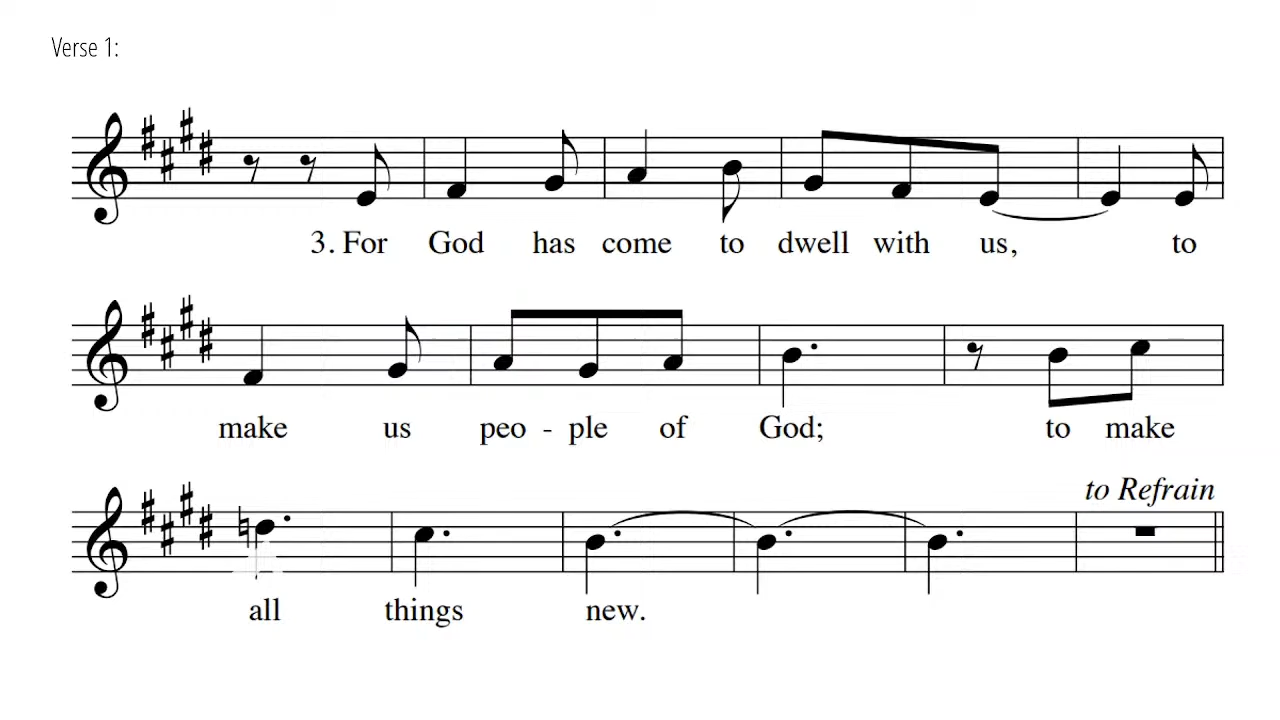 Verse 1:
3. For God has come to dwell with us, to
make us peo - ple of God; to make
to Refrain
all things new.